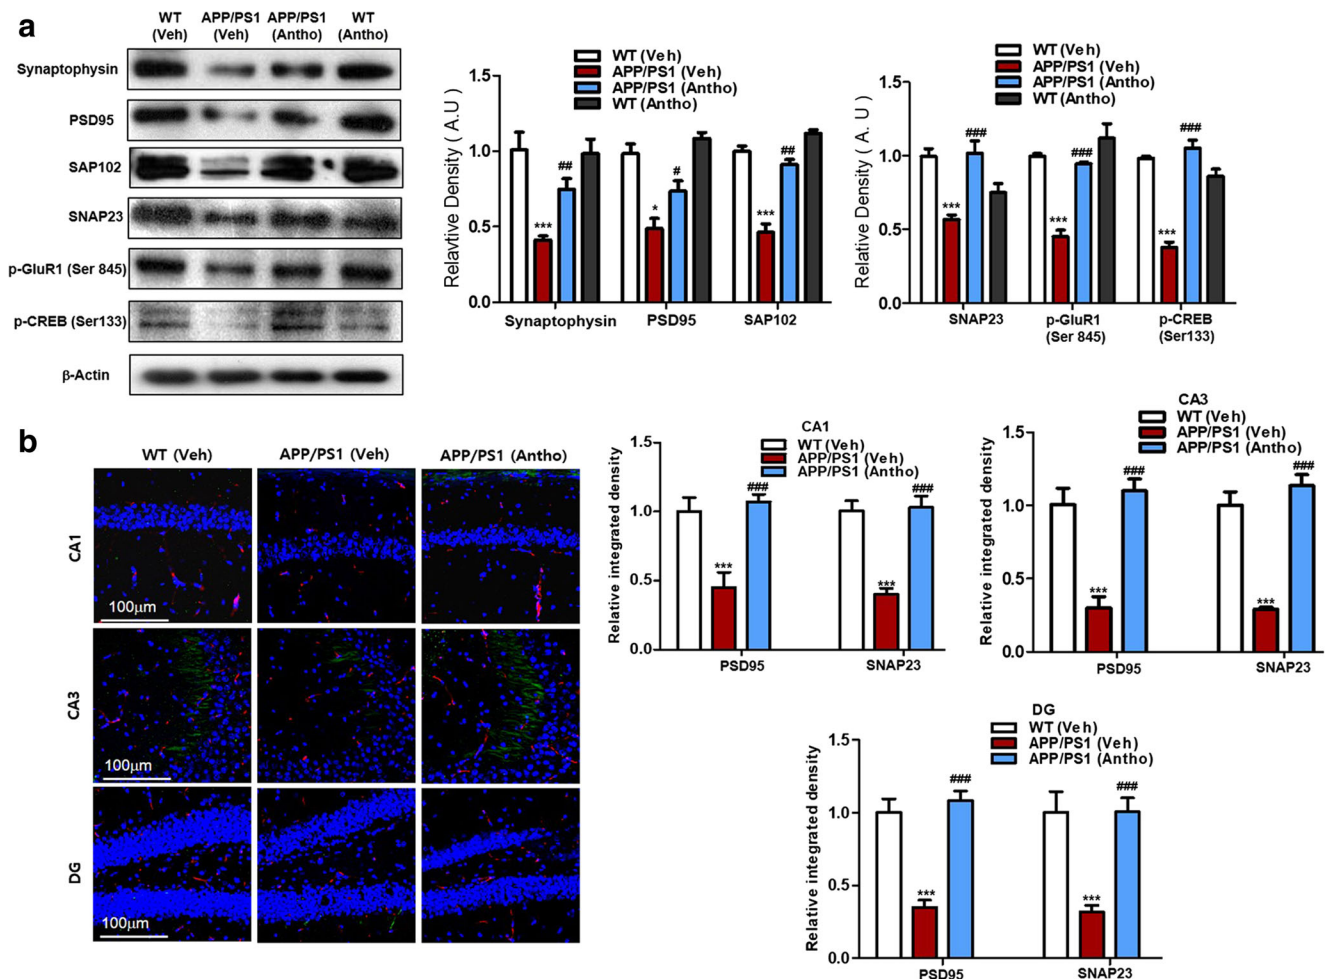 a
WT
(Veh)
APP/PS1
(Veh)
APP/PS1
(Antho)
WT
(Antho)
Synaptophysin
PSD95
SAP102
SNAP23
p-GluR1 (Ser 845)
p-CREB (Ser133)
β-Actin
WT (Veh)
APP/PS1 (Veh)
APP/PS1 (Antho)
WT (Antho)
Relavtive Density ( A.U )
1.5
1.0
0.5
0.0
***
##
*
#
***
##
Synaptophysin
PSD95
SAP102
WT (Veh)
APP/PS1 (Veh)
APP/PS1 (Antho)
WT (Antho)
Relative Density ( A. U )
1.5
1.0
0.5
0.0
***
###
***
###
***
###
SNAP23
p-GluR1
(Ser 845)
p-CREB
(Ser133)
b
WT (Veh)
APP/PS1 (Veh)
APP/PS1 (Antho)
CA1
100μm
CA3
100μm
DG
100μm
CA1
WT (Veh)
APP/PS1 (Veh)
APP/PS1 (Antho)
Relative integrated density
1.5
1.0
0.5
0.0
***
###
***
###
PSD95
SNAP23
CA3
WT (Veh)
APP/PS1 (Veh)
APP/PS1 (Antho)
Relative integrated density
1.5
1.0
0.5
0.0
***
###
***
###
PSD95
SNAP23
DG
WT (Veh)
APP/PS1 (Veh)
APP/PS1 (Antho)
Relative integrated density
1.5
1.0
0.5
0.0
***
###
***
###
PSD95
SNAP23